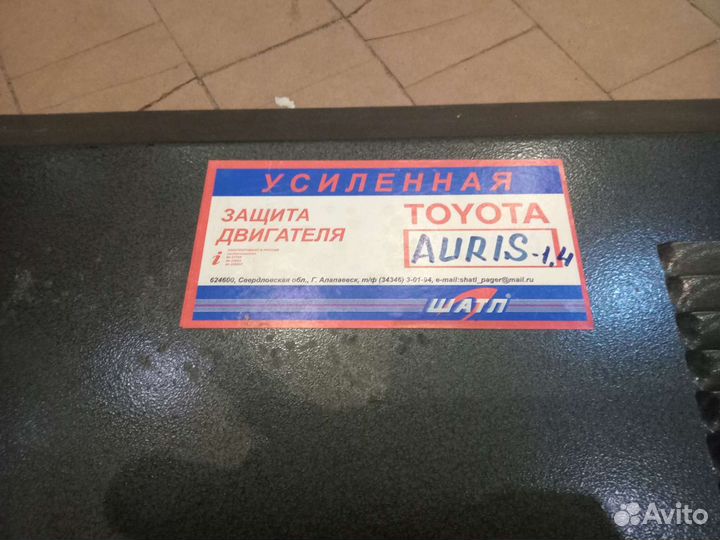 УСИЛЕННАЯ
ЗАЩИТА
ДВИГАТЕЛЯ
TOYOTA
AURIS-1,4
624600, Свердловская обл., Г. Алапаевск, т/ф (34346) 3-01-94, e-mail:shatl_pager@mail.ru
ШАТЛ
Avito